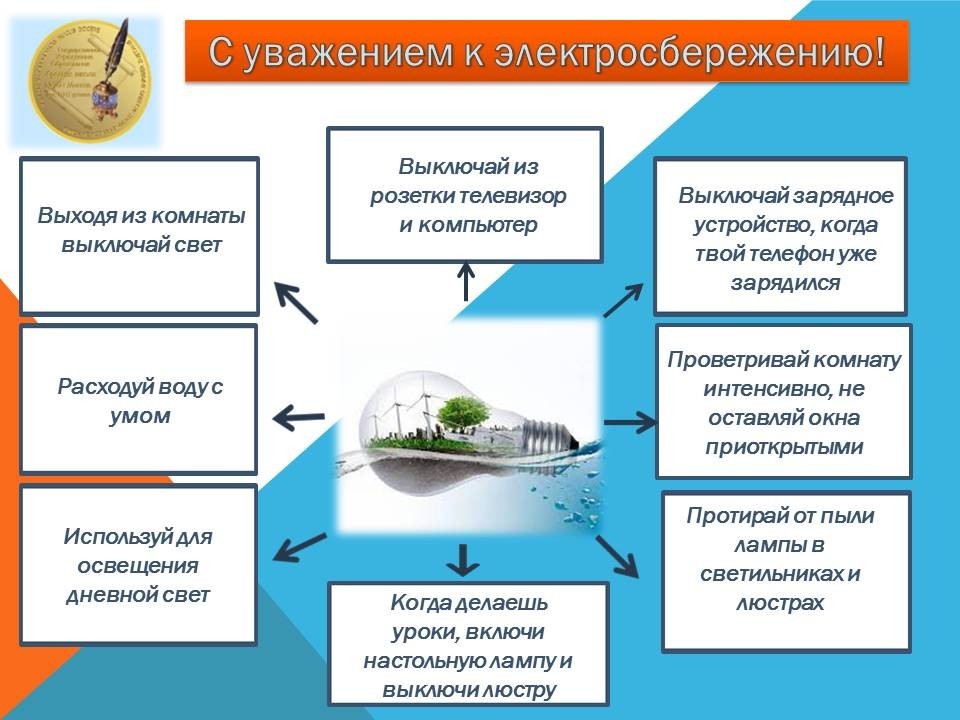 С уважением к электросбережению!
Выключай из
розетки телевизор
и компьютер
Выходя из комнаты
выключай свет
Выключай зарядное
устройство, когда
твой телефон уже
зарядился
Расходуй воду с
умом
Проветривай комнату
интенсивно, не
оставляй окна
приоткрытыми
Используй для
освещения
дневной свет
Протирай от пыли
лампы в
светильниках и
люстрах
Когда делаешь
уроки, включи
настольную лампу и
выключи люстру